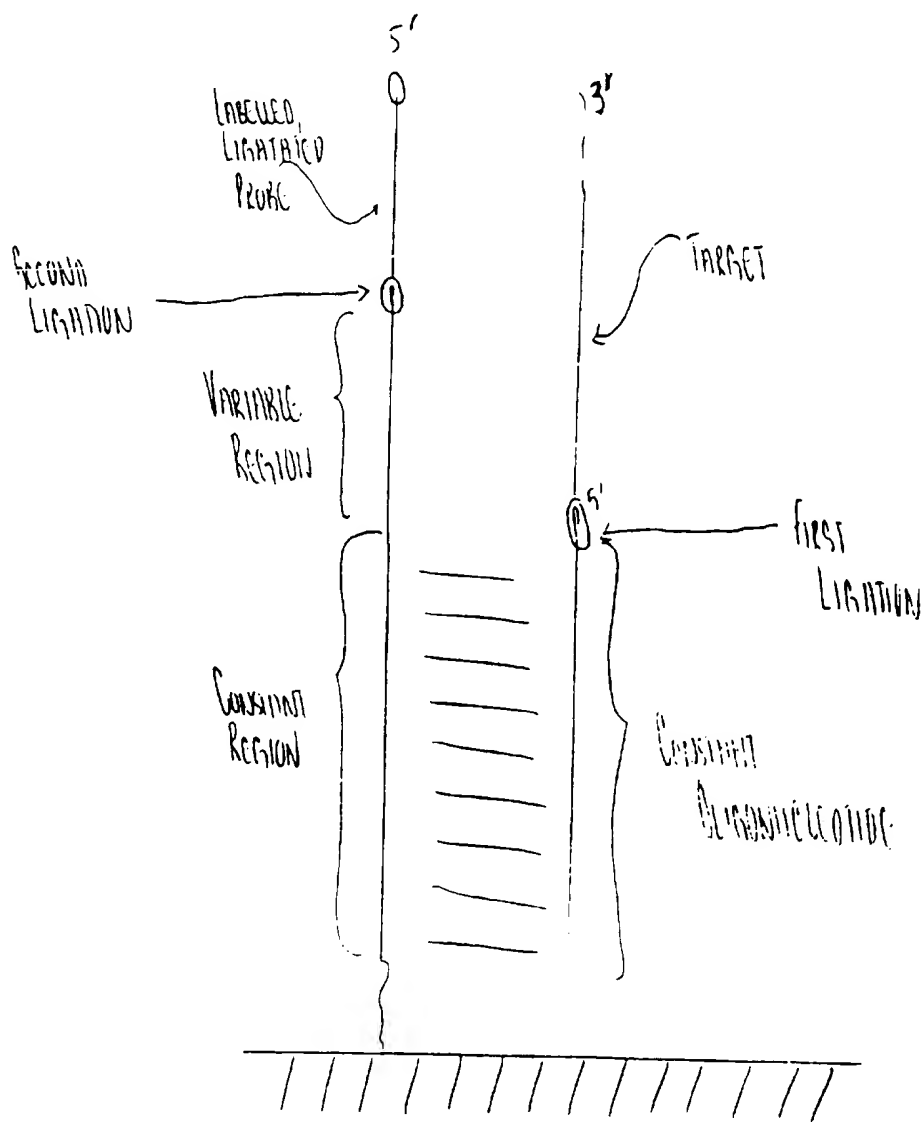 5'
3'
LABELLED,
LIGATED
PROBE
TARGET
SECOND
LIGATION
VARIABLE
REGION
5'
FIRST
LIGATION
CONSTANT
REGION
CONSTANT
OLIGONUCLEOTIDE